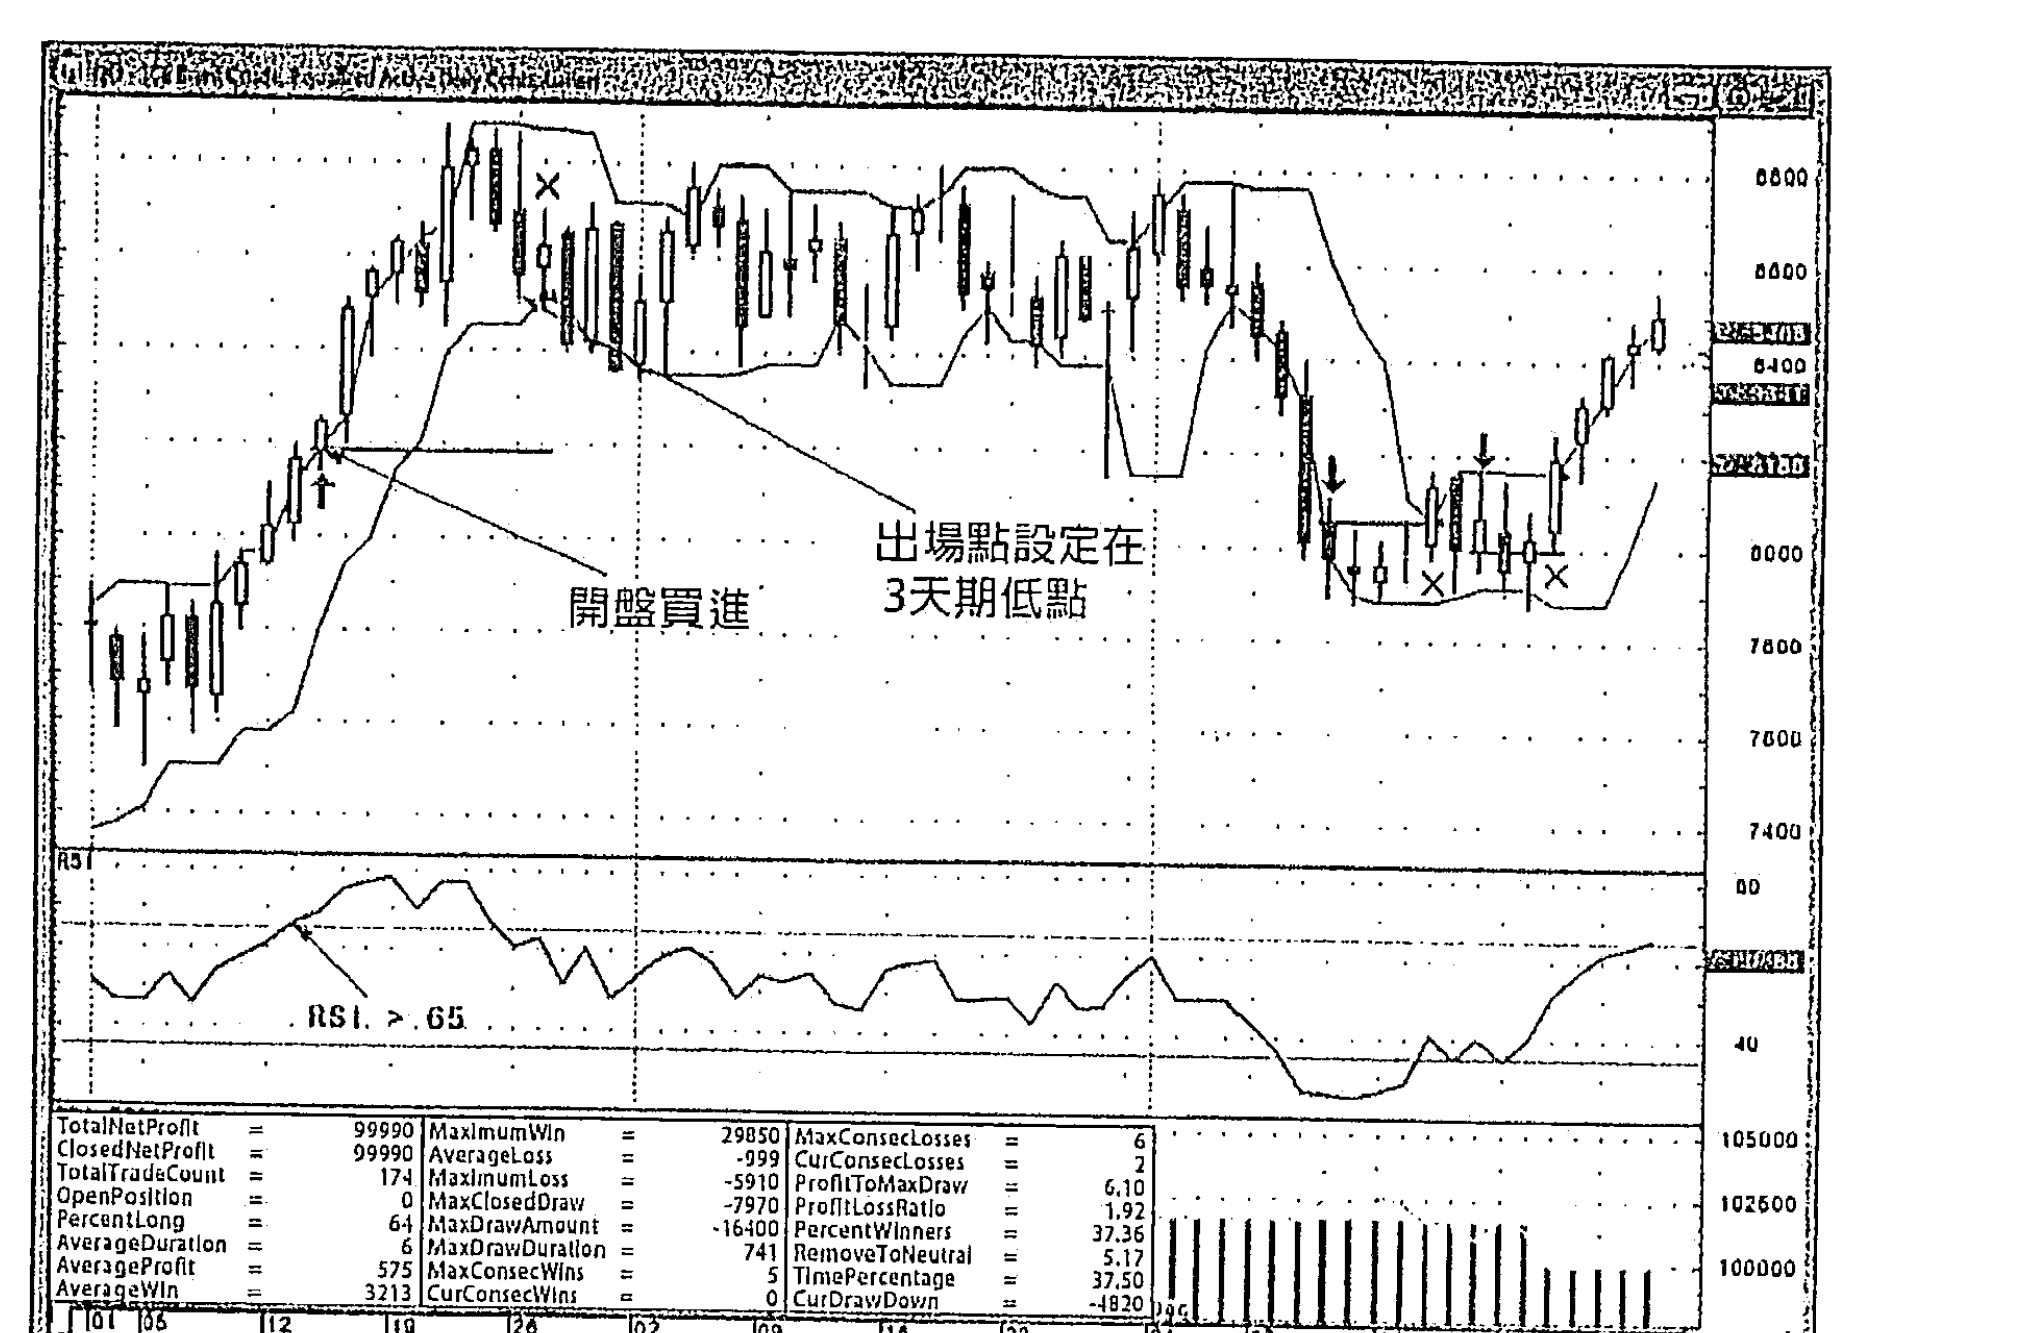 8800
8600
8400
出場點設定在
3天期低點
8000
開盤買進
7800
7600
7400
RSI
80
RSI > 65
40
TotalNetProfit = 99990 MaximumWin = 29850 MaxConsecLosses = 6
ClosedNetProfit = 99990 AverageLoss = -999 CurConsecLosses = 2
TotalTradeCount = 174 MaximumLoss = -5910 ProfitToMaxDraw = 6.10
OpenPosition = 0 MaxClosedDraw = -7970 ProfitLossRatio = 1.92
PercentLong = 64 MaxDrawAmount = -16400 PercentWinners = 37.36
AverageDuration = 6 MaxDrawDuration = 741 RemoveToNeutral = 5.17
AverageProfit = 575 MaxConsecWins = 5 TimePercentage = 37.50
AverageWin = 3213 CurConsecWins = 0 CurDrawDown = -4820
105000
102500
100000
01 12 19 26 02 09 16